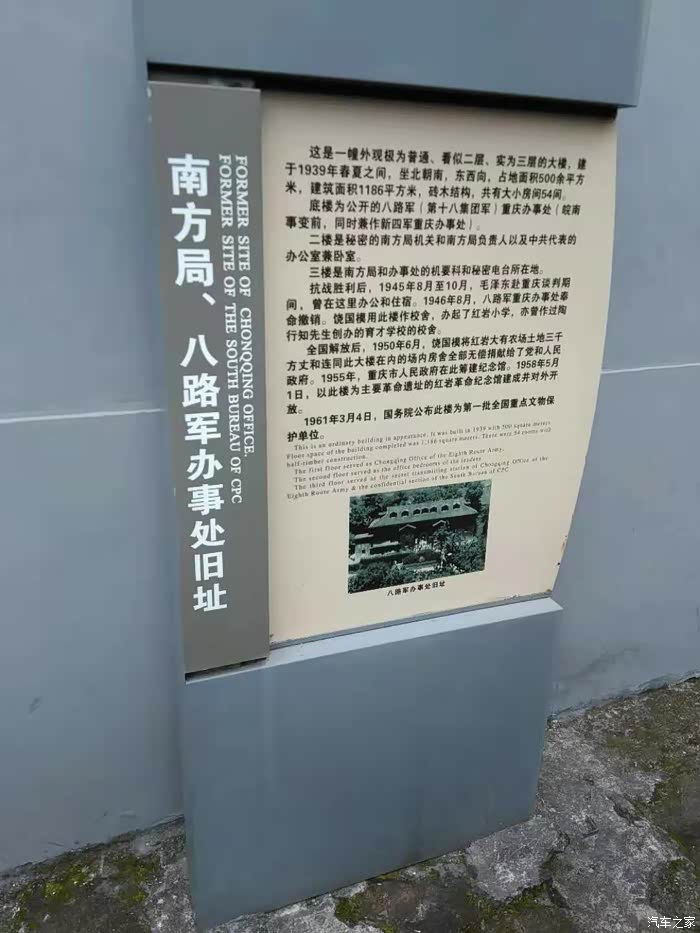 南方局、八路军办事处旧址
FORMER SITE OF CHONGQING OFFICE,
FORMER SITE OF THE SOUTH BUREAU OF CPC
这是一幢外观极为普通、看似二层、实为三层的大楼，建
于1939年春夏之间，坐北朝南，东西向，占地面积500余平方
米，建筑面积1186平方米，砖木结构，共有大小房间54间。
底楼为公开的八路军（第十八集团军）重庆办事处（皖南
事变前，同时兼作新四军重庆办事处）。
二楼是秘密的南方局机关和南方局负责人以及中共代表的
办公室兼卧室。
三楼是南方局和办事处的机要科和秘密电台所在地。
抗战胜利后，1945年8月至10月，毛泽东赴重庆谈判期
间，曾在这里办公和住宿。1946年8月，八路军重庆办事处奉
命撤销。饶国模用此楼作校舍，办起了红岩小学，亦曾作过陶
行知先生创办的育才学校的校舍。
全国解放后，1950年6月，饶国模将红岩大有农场土地三千
方丈和连同此大楼在内的场内房舍全部无偿捐献给了党和人民
政府。1955年，重庆市人民政府在此筹建纪念馆。1958年5月
1日，以此楼为主要革命遗址的红岩革命纪念馆建成并对外开
放。
1961年3月4日，国务院公布此楼为第一批全国重点文物保
护单位。
This is an ordinary building in appearance. It was built in 1939 with 500 square meters
Floor space of the building completed was 1,186 square meters. There were 54 rooms with
half-timber construction.
The first floor served as Chongqing Office of the Eighth Route Army.
The second floor served as the office bedrooms of the leaders
The third floor served as the secret transmitting station of Chongqing Office of the
Eighth Route Army & the confidential section of the South Bureau of CPC
八路军办事处旧址
汽车之家